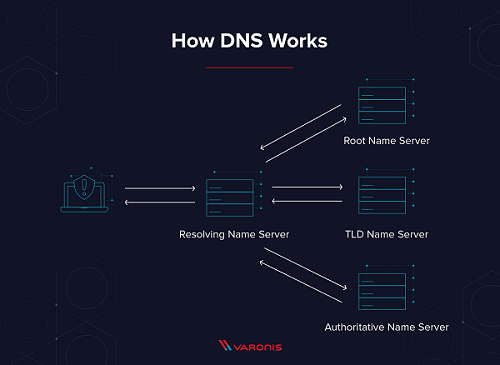 How DNS Works
Root Name Server
Resolving Name Server
TLD Name Server
Authoritative Name Server
VARONIS